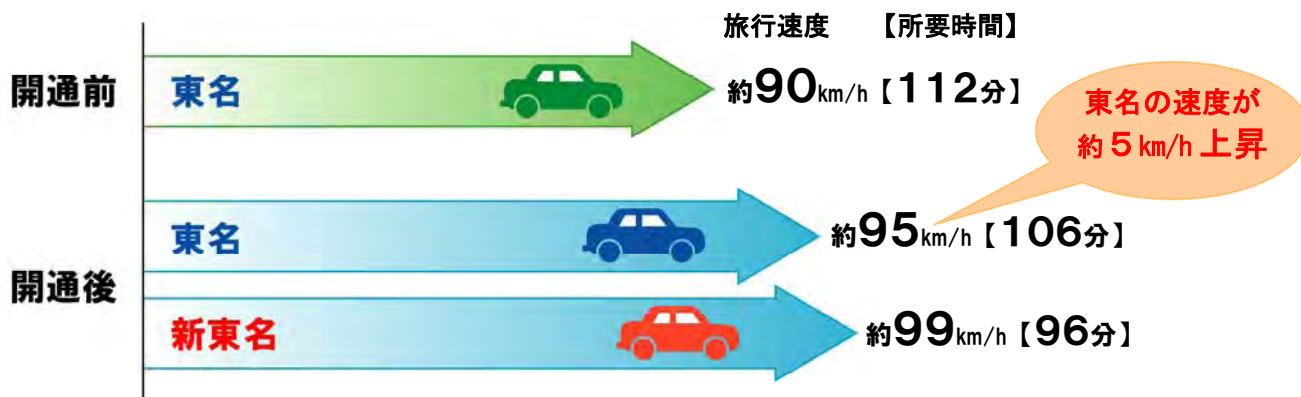 旅行速度 【所要時間】
開通前 東名 約90km/h【112分】
東名の速度が
約5km/h上昇
開通後
東名 約95km/h【106分】
新東名 約99km/h【96分】